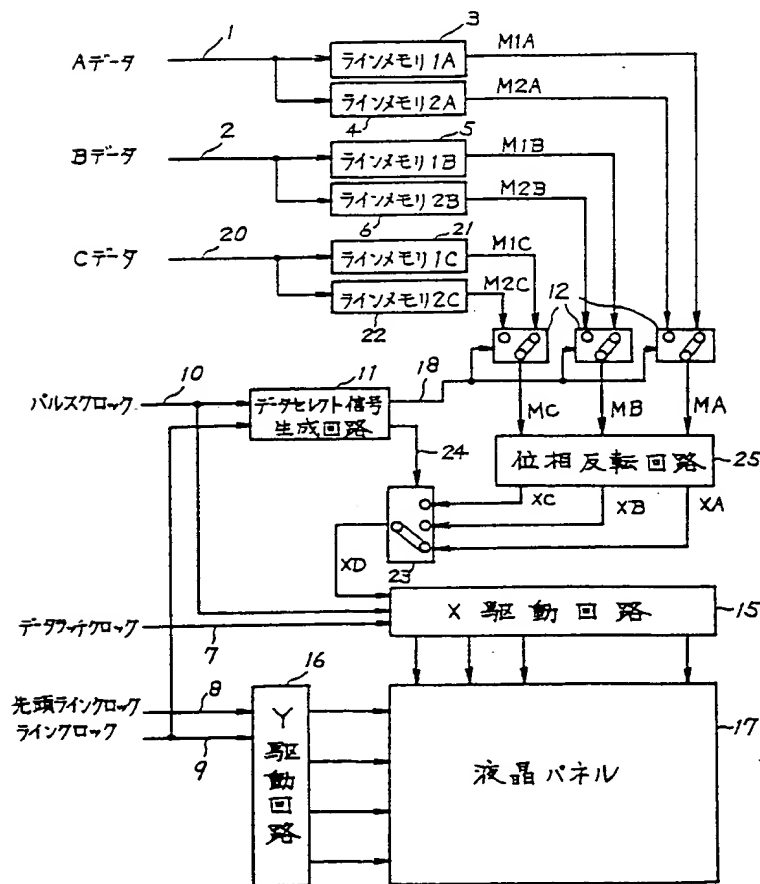 3
1
M1A
Aデータ
ラインメモリ1A
M2A
ラインメモリ2A
4
5
2
M1B
Bデータ
ラインメモリ1B
M2B
ラインメモリ2B
6
21
20
M1C
Cデータ
ラインメモリ1C
M2C
12
ラインメモリ2C
22
10
11
18
パルスクロック
データセレクト信号
生成回路
MC
MB
MA
24
位相反転回路
25
XC
XB
XA
XD
23
X駆動回路
15
データラッチクロック
7
16
先頭ラインクロック
8
ラインクロック
9
Y駆動回路
液晶パネル
17